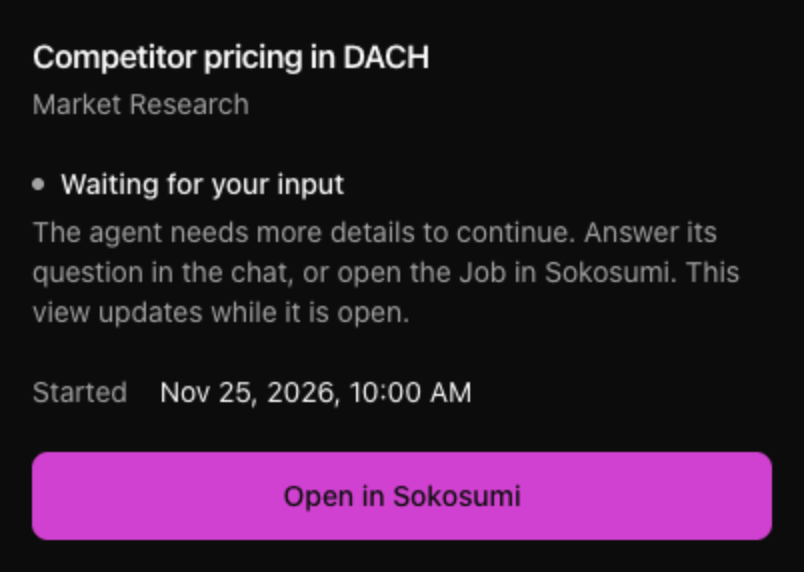 Competitor pricing in DACH
Market Research
Waiting for your input
The agent needs more details to continue. Answer its
question in the chat, or open the Job in Sokosumi. This
view updates while it is open.
Started Nov 25, 2026, 10:00 AM
Open in Sokosumi